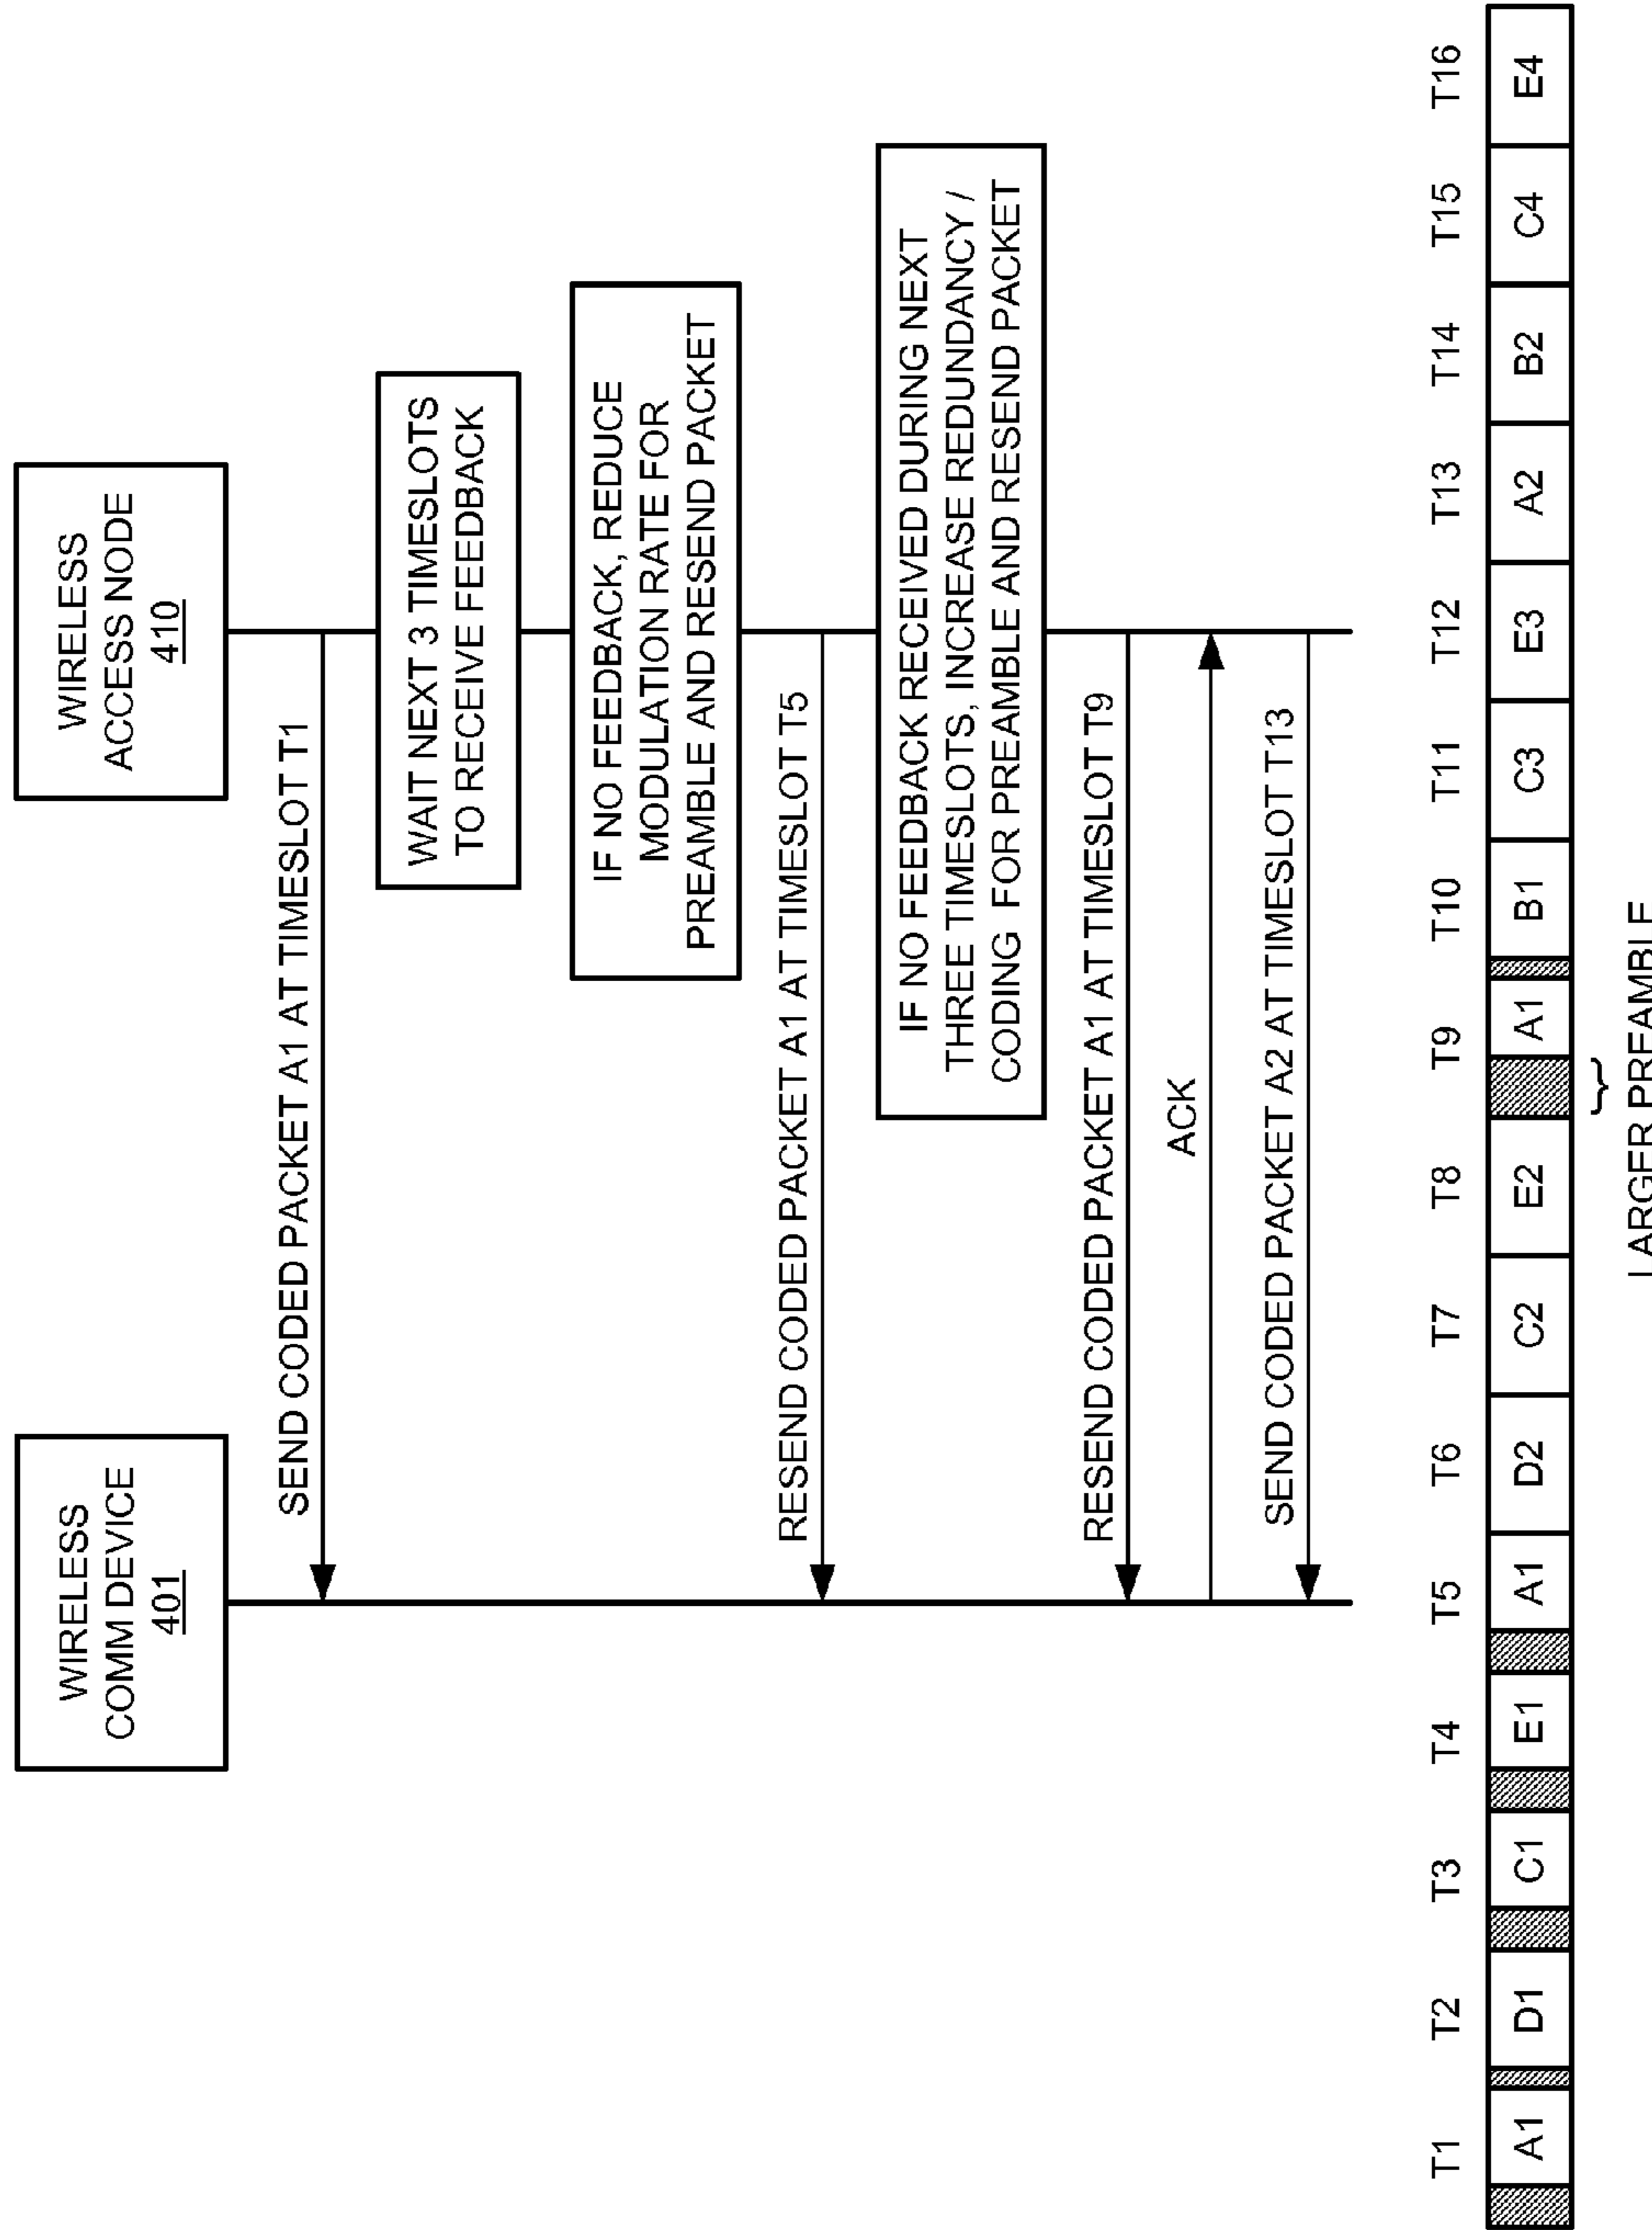 WIRELESS
COMM DEVICE
401
WIRELESS
ACCESS NODE
410
SEND CODED PACKET A1 AT TIMESLOT T1
WAIT NEXT 3 TIMESLOTS
TO RECEIVE FEEDBACK
IF NO FEEDBACK, REDUCE
MODULATION RATE FOR
PREAMBLE AND RESEND PACKET
RESEND CODED PACKET A1 AT TIMESLOT T5
IF NO FEEDBACK RECEIVED DURING NEXT
THREE TIMESLOTS, INCREASE REDUNDANCY /
CODING FOR PREAMBLE AND RESEND PACKET
RESEND CODED PACKET A1 AT TIMESLOT T9
ACK
SEND CODED PACKET A2 AT TIMESLOT T13
T1 T2 T3 T4 T5 T6 T7 T8 T9 T10 T11 T12 T13 T14 T15 T16
A1 D1 C1 E1 A1 D2 C2 E2 A1 B1 C3 E3 A2 B2 C4 E4
LARGER PREAMBLE